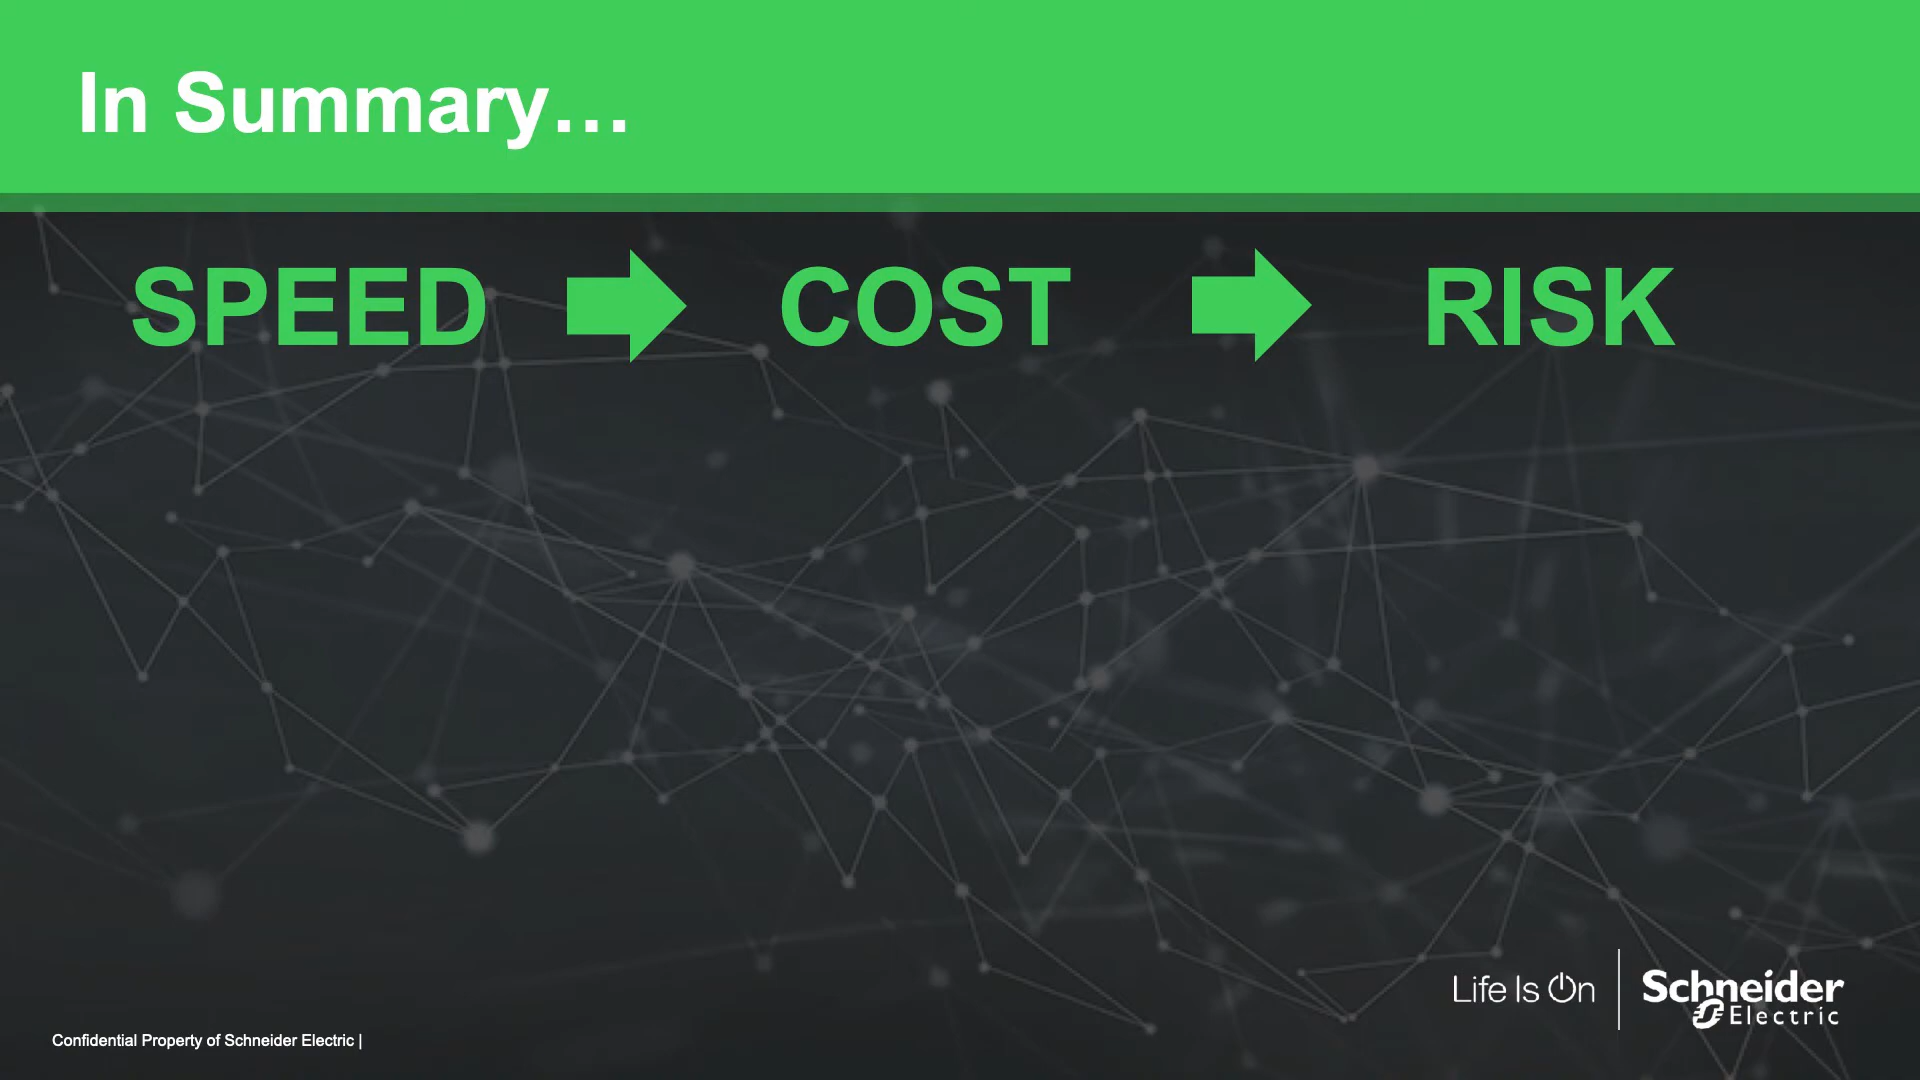 In Summary…
SPEED COST RISK
Life Is On
Schneider
Electric
Confidential Property of Schneider Electric |